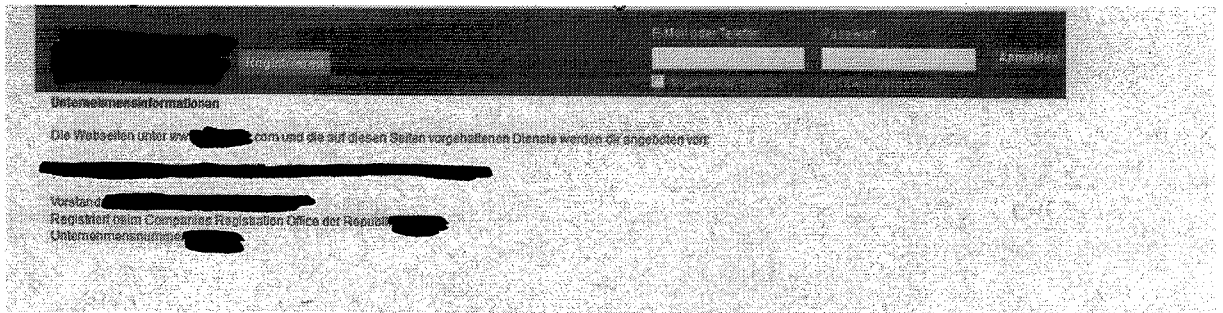 E-Mail oder Telefon Passwort
Registrieren Anmelden
Unternehmensinformationen
Die Webseiten unter www .com und die auf diesen Seiten vorgehaltenen Dienste werden dir angeboten von:
Vorstand
Registriert beim Companies Registration Office der Republik
Unternehmensnummer